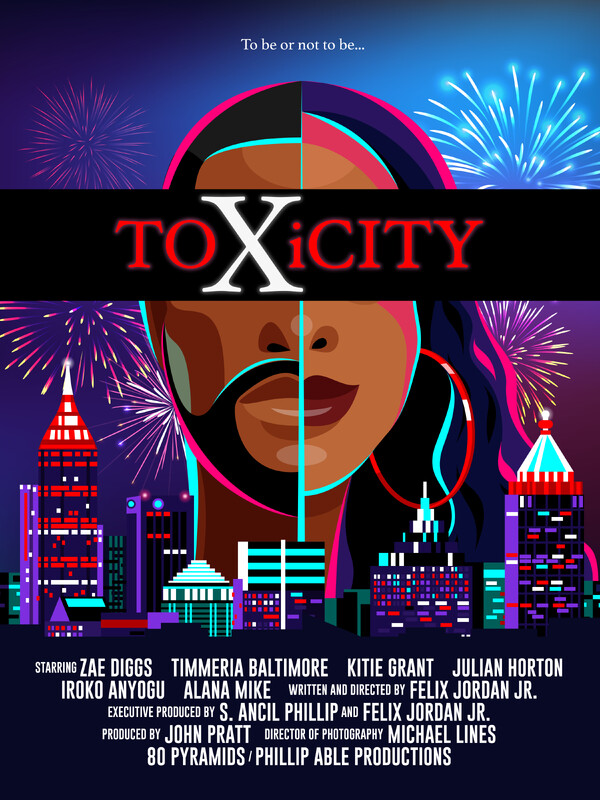 To be or not to be...
TOXiCITY
STARRING ZAE DIGGS TIMMERIA BALTIMORE KITIE GRANT JULIAN HORTON
IROKO ANYOGU ALANA MIKE WRITTEN AND DIRECTED BY FELIX JORDAN JR.
EXECUTIVE PRODUCED BY S. ANCIL PHILLIP AND FELIX JORDAN JR.
PRODUCED BY JOHN PRATT DIRECTOR OF PHOTOGRAPHY MICHAEL LINES
80 PYRAMIDS / PHILLIP ABLE PRODUCTIONS